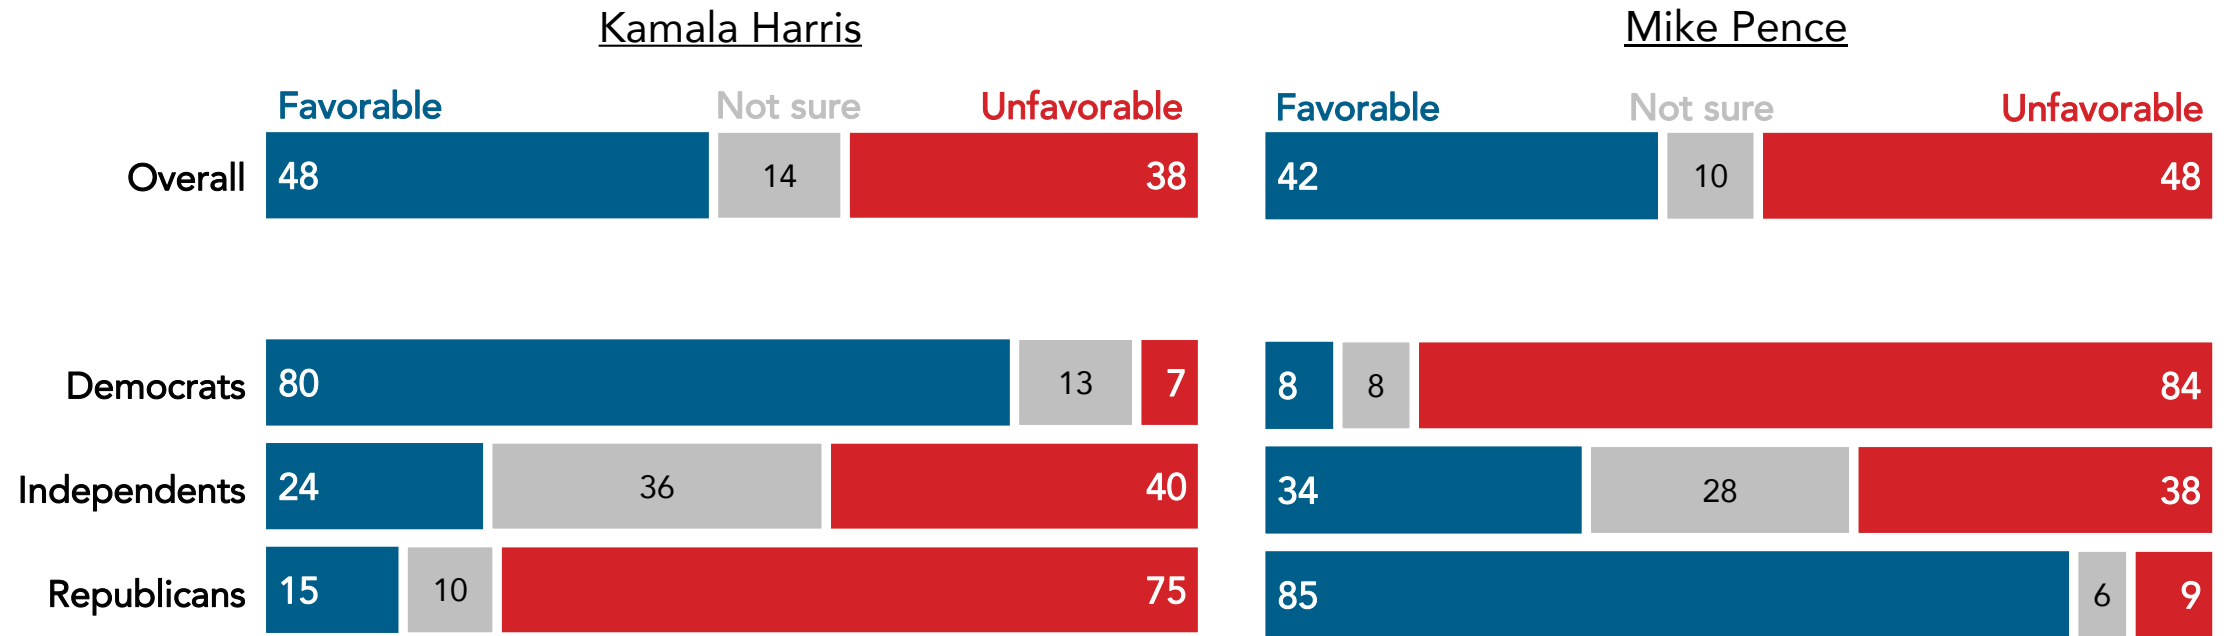 Kamala Harris Mike Pence
Favorable Not sure Unfavorable Favorable Not sure Unfavorable
Overall 48 14 38 42 10 48
Democrats 80 13 7 8 8 84
Independents 24 36 40 34 28 38
Republicans 15 10 75 85 6 9